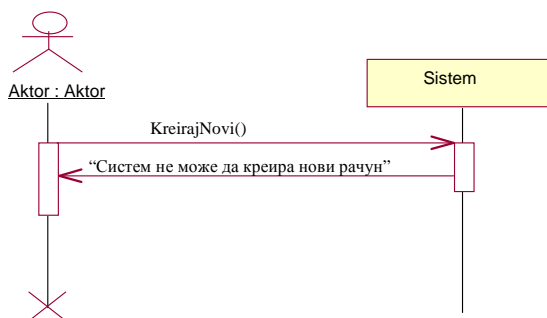 Sistem
Aktor : Aktor
KreirajNovi()
“Систем не може да креира нови рачун”